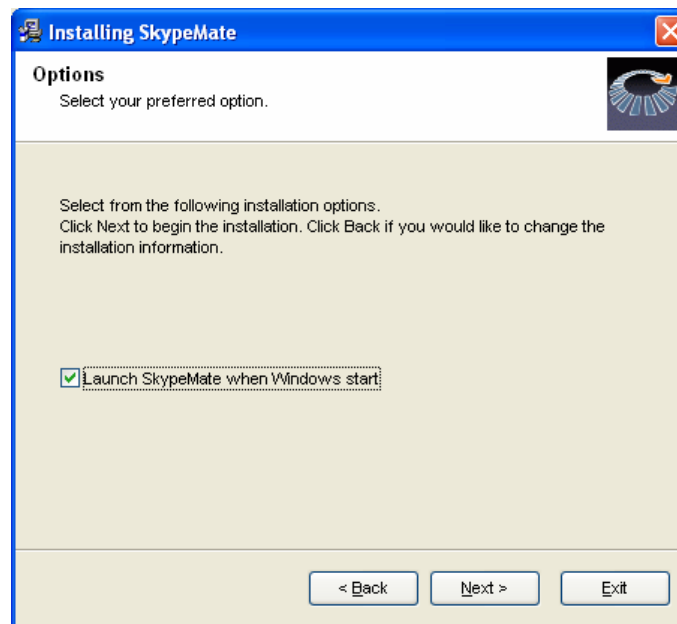 Installing SkypeMate
Options
Select your preferred option.
Select from the following installation options.
Click Next to begin the installation. Click Back if you would like to change the
installation information.
Launch SkypeMate when Windows start
< Back
Next >
Exit